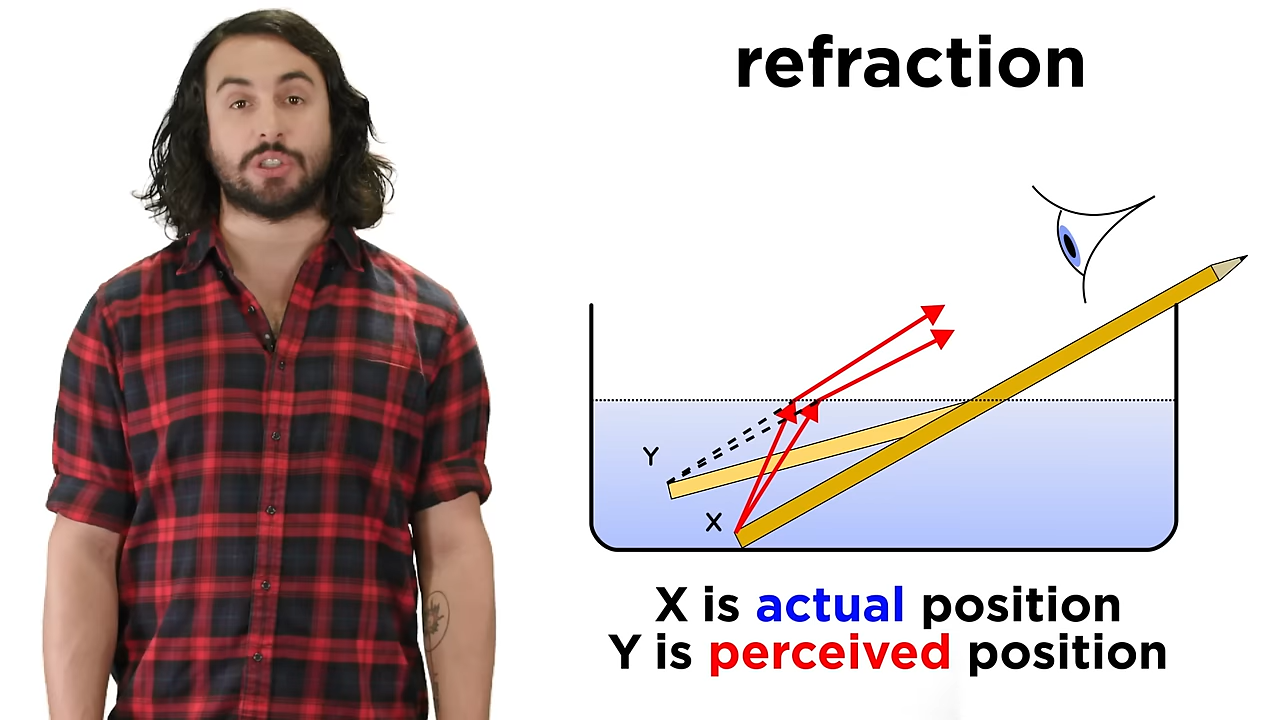 refraction
Y
X
X is actual position
Y is perceived position